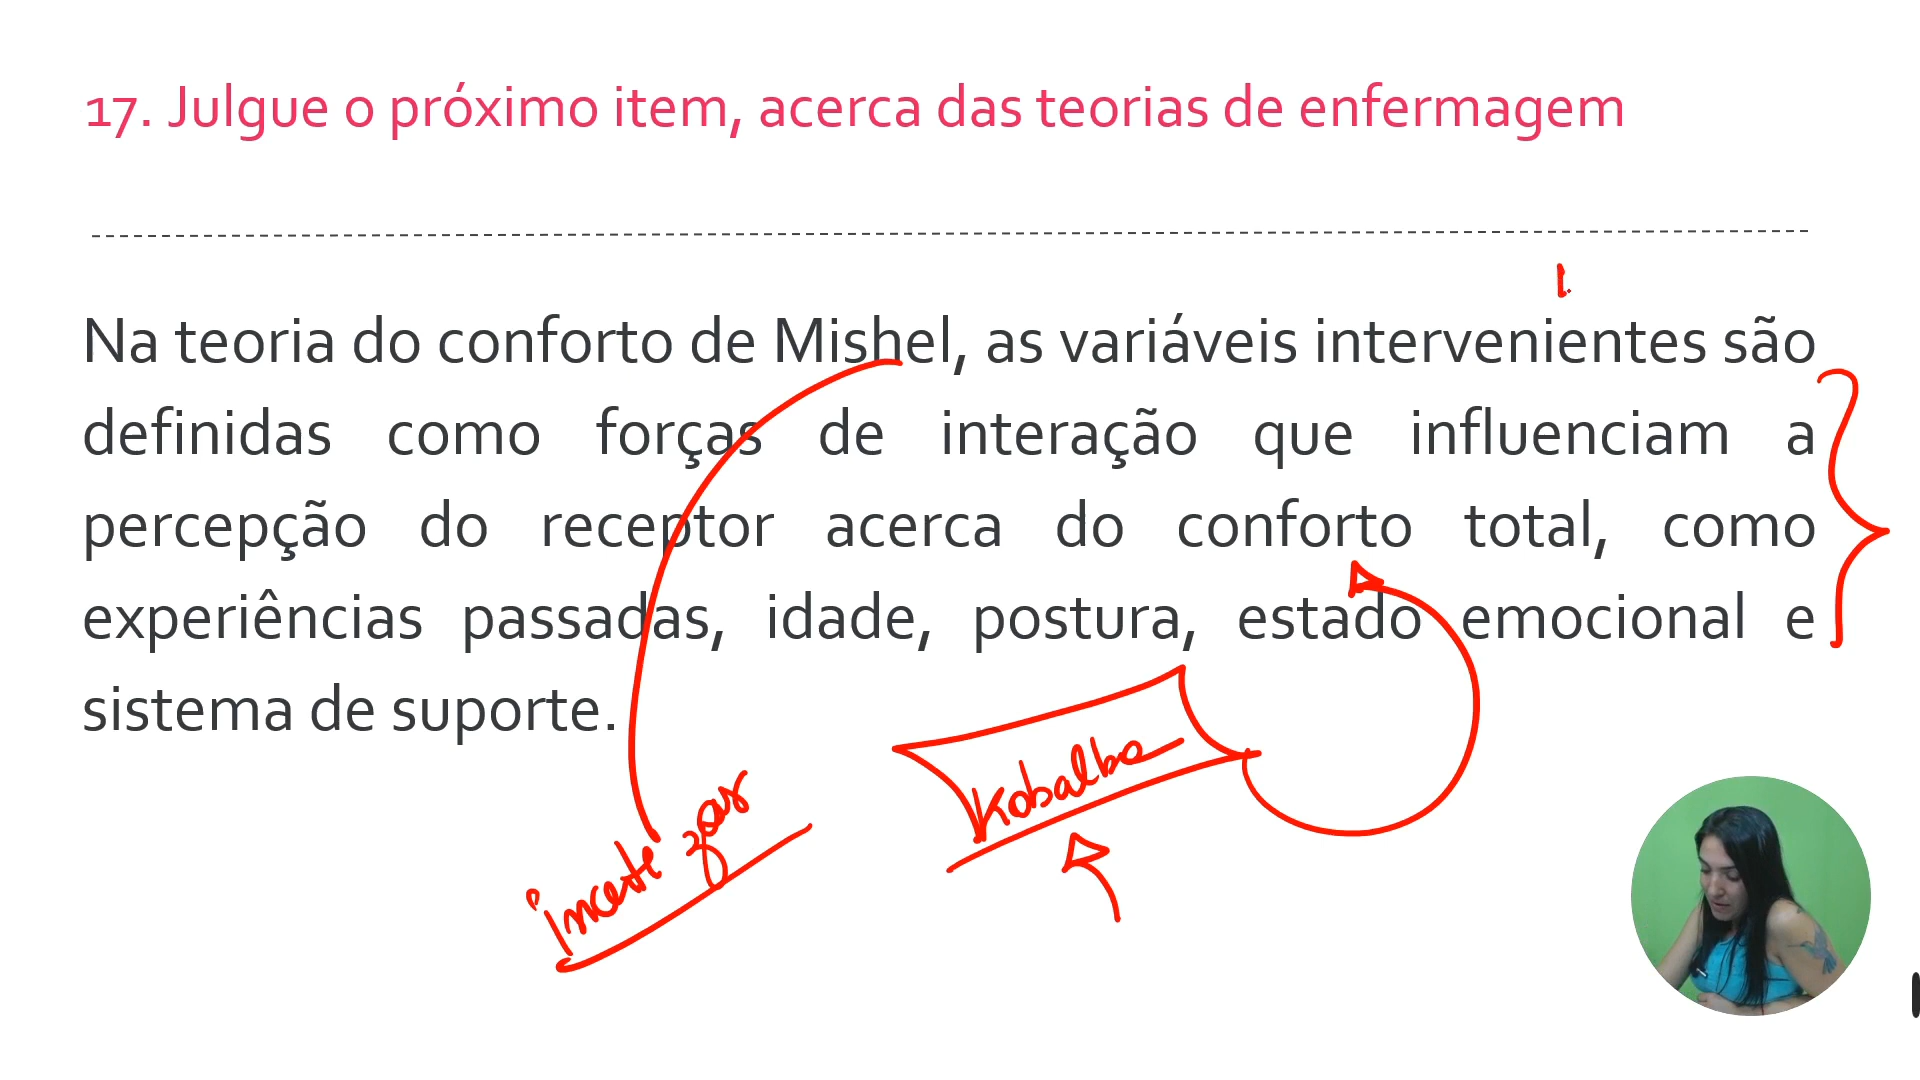 17. Julgue o próximo item, acerca das teorias de enfermagem
Na teoria do conforto de Mishel, as variáveis intervenientes são
definidas como forças de interação que influenciam a
percepção do receptor acerca do conforto total, como
experiências passadas, idade, postura, estado emocional e
sistema de suporte.
Kobalba